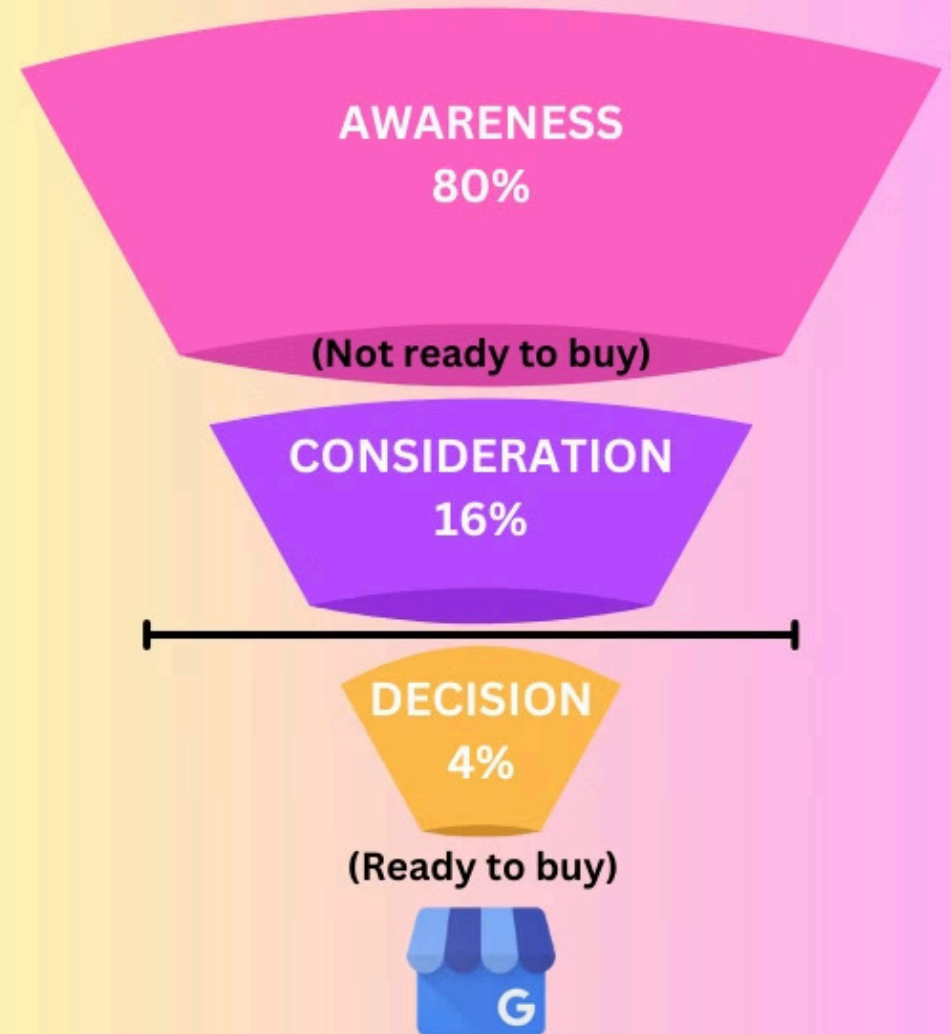 AWARENESS
80%
(Not ready to buy)
CONSIDERATION
16%
DECISION
4%
(Ready to buy)
G